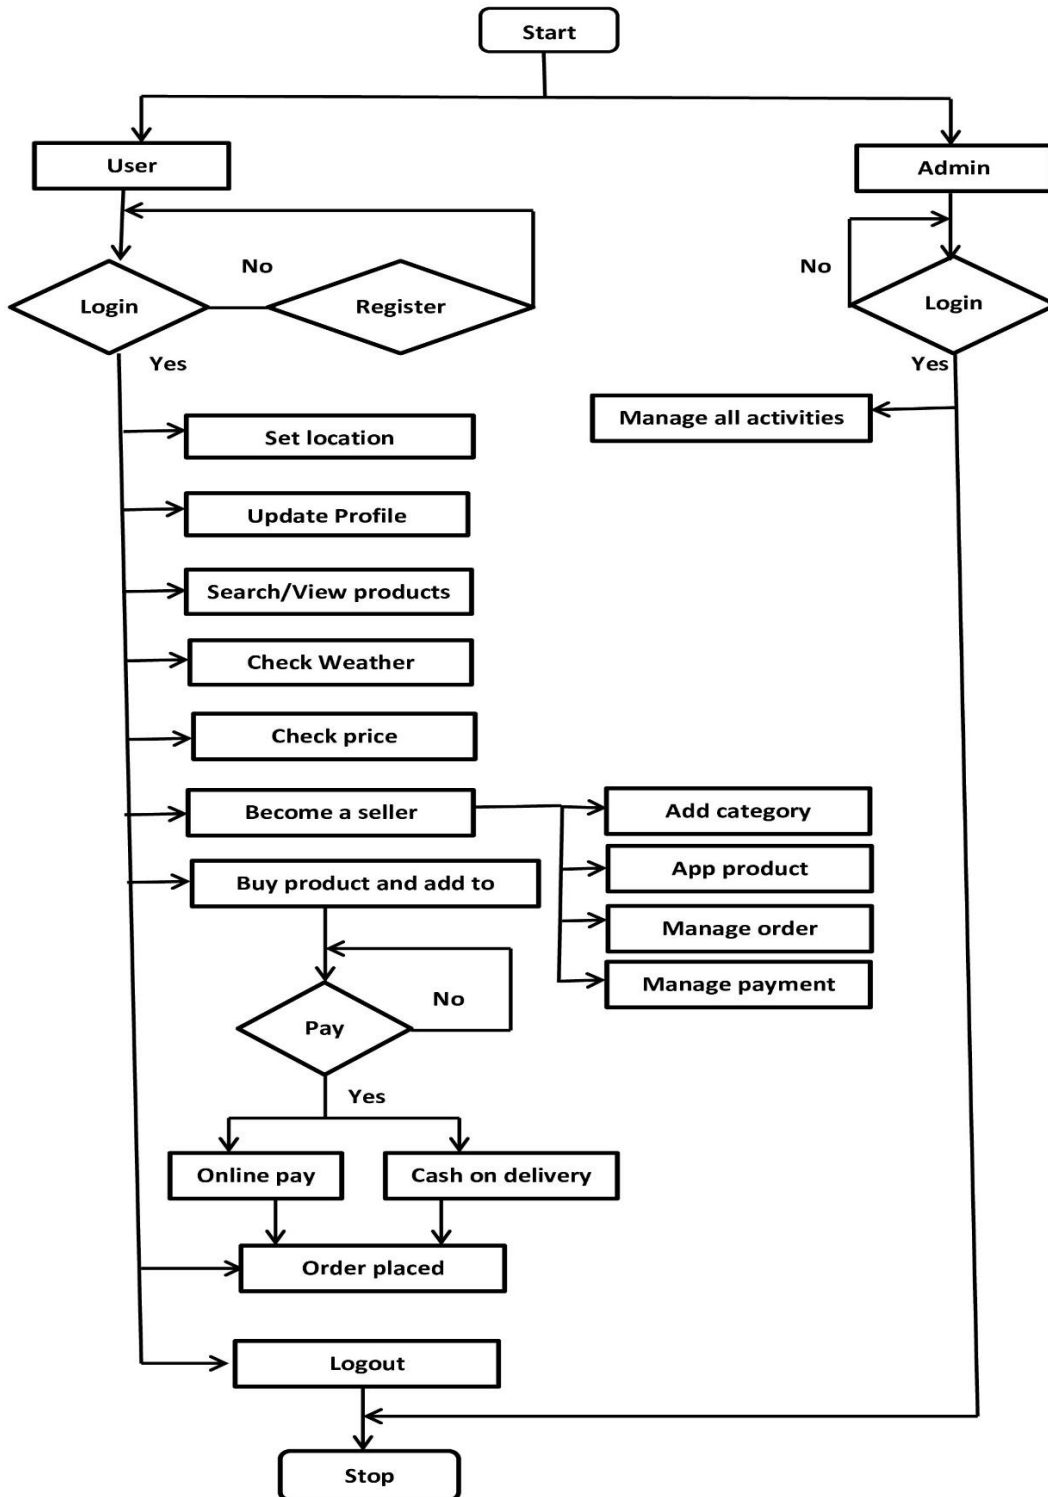 Start
User
Admin
No
No
Login
Register
Login
Yes
Yes
Set location
Manage all activities
Update Profile
Search/View products
Check Weather
Check price
Become a seller
Add category
Buy product and add to
App product
Manage order
Manage payment
No
Pay
Yes
Online pay
Cash on delivery
Order placed
Logout
Stop